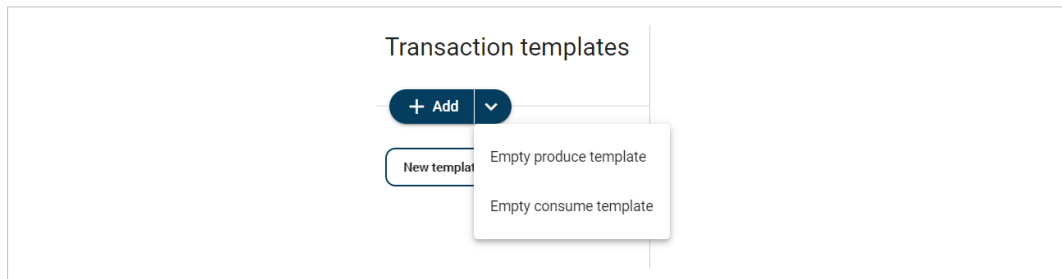 Transaction templates
+ Add
Empty produce template
New templat
Empty consume template